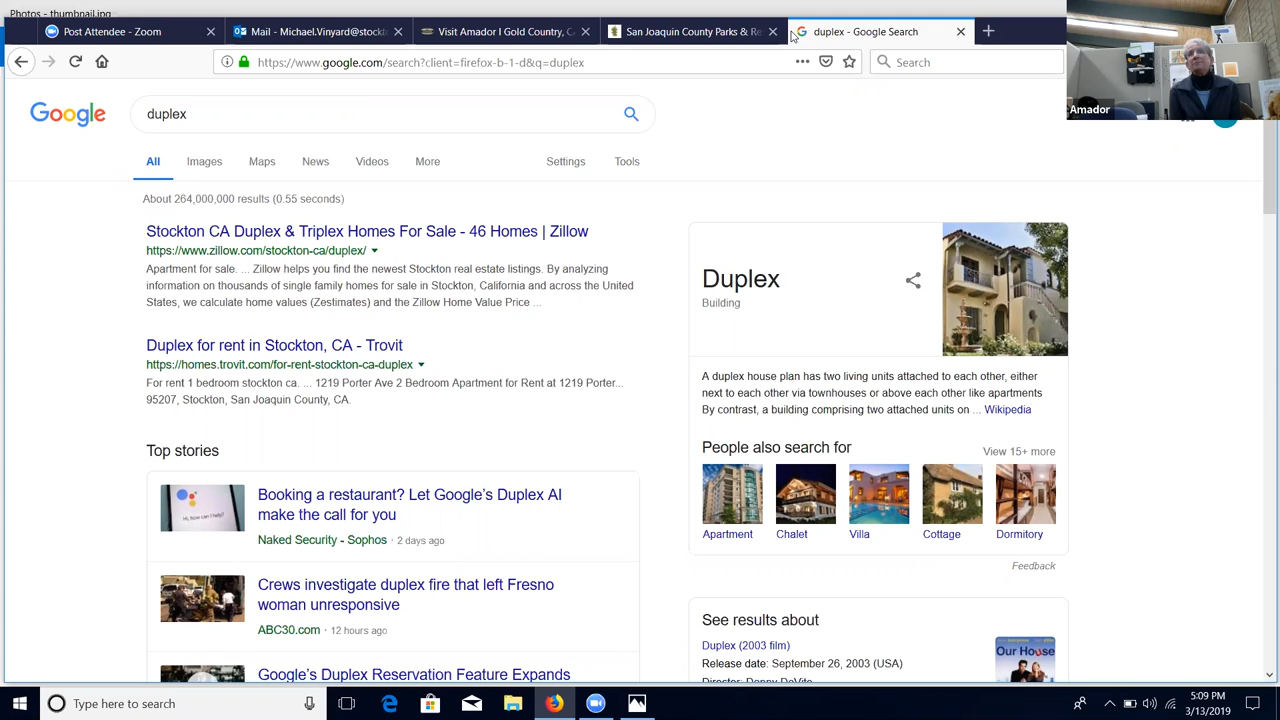 Photos - thumbnail.jpg
Post Attendee - Zoom
Mail - Michael.Vinyard@stockt
Visit Amador I Gold Country, CA
San Joaquin County Parks & Re
duplex - Google Search
https://www.google.com/search?client=firefox-b-1-d&q=duplex
Search
Amador
Google
duplex
All Images Maps News Videos More Settings Tools
About 264,000,000 results (0.55 seconds)
Stockton CA Duplex & Triplex Homes For Sale - 46 Homes | Zillow
https://www.zillow.com/stockton-ca/duplex/
Apartment for sale. ... Zillow helps you find the newest Stockton real estate listings. By analyzing
information on thousands of single family homes for sale in Stockton, California and across the United
States, we calculate home values (Zestimates) and the Zillow Home Value Price ...
Duplex for rent in Stockton, CA - Trovit
https://homes.trovit.com/for-rent-stockton-ca-duplex
For rent 1 bedroom stockton ca. ... 1219 Porter Ave 2 Bedroom Apartment for Rent at 1219 Porter...
95207, Stockton, San Joaquin County, CA.
Top stories
Hi, how can I help?
Booking a restaurant? Let Google's Duplex AI
make the call for you
Naked Security - Sophos · 2 days ago
Crews investigate duplex fire that left Fresno
woman unresponsive
ABC30.com · 12 hours ago
Google's Duplex Reservation Feature Expands
Duplex
Building
A duplex house plan has two living units attached to each other, either
next to each other via townhouses or above each other like apartments
By contrast, a building comprising two attached units on ... Wikipedia
People also search for
View 15+ more
Apartment Chalet Villa Cottage Dormitory
Feedback
See results about
Duplex (2003 film)
Release date: September 26, 2003 (USA)
Director: Danny DeVito
Our House
Type here to search
5:09 PM
3/13/2019